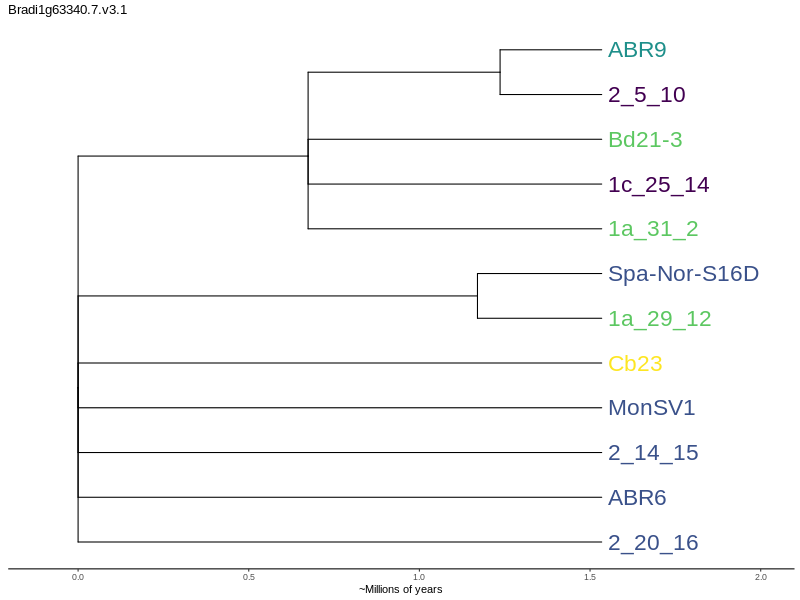 Bradi1g63340.7.v3.1
ABR9
2_5_10
Bd21-3
1c_25_14
1a_31_2
Spa-Nor-S16D
1a_29_12
Cb23
MonSV1
2_14_15
ABR6
2_20_16
0.0 0.5 1.0 1.5 2.0
~Millions of years